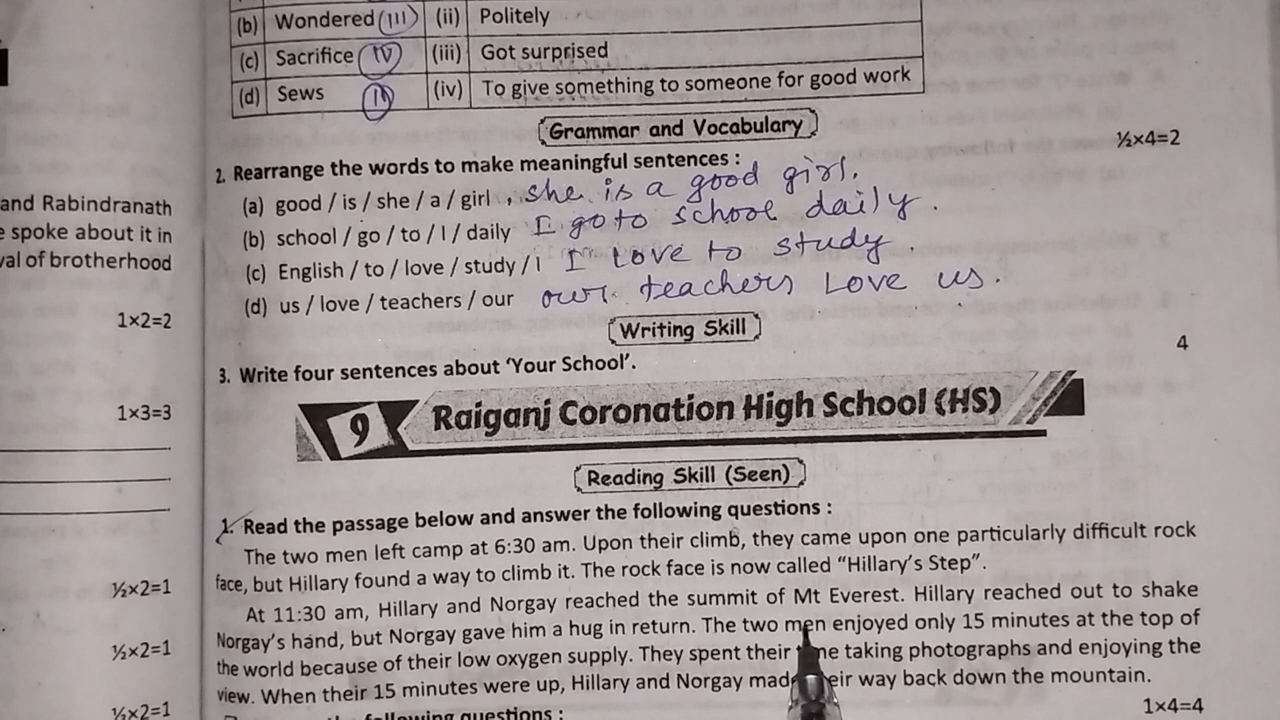 (b) Wondered (III) (ii) Politely
(c) Sacrifice (IV) (iii) Got surprised
(d) Sews (iv) To give something to someone for good work
Grammar and Vocabulary
2. Rearrange the words to make meaningful sentences : ½×4=2
(a) good / is / she / a / girl , she is a good girl.
(b) school / go / to / I / daily I go to school daily.
(c) English / to / love / study / I I Love to study.
(d) us / love / teachers / our our teachers Love us.
Writing Skill
3. Write four sentences about ‘Your School’. 4
9 Raiganj Coronation High School (HS)
Reading Skill (Seen)
1. Read the passage below and answer the following questions :
The two men left camp at 6:30 am. Upon their climb, they came upon one particularly difficult rock
face, but Hillary found a way to climb it. The rock face is now called “Hillary’s Step”.
At 11:30 am, Hillary and Norgay reached the summit of Mt Everest. Hillary reached out to shake
Norgay’s hand, but Norgay gave him a hug in return. The two men enjoyed only 15 minutes at the top of
the world because of their low oxygen supply. They spent their taking photographs and enjoying the
view. When their 15 minutes were up, Hillary and Norgay way back down the mountain.
following questions : 1×4=4
and Rabindranath
spoke about it in
of brotherhood
1×2=2
1×3=3
½×2=1
½×2=1
½×2=1